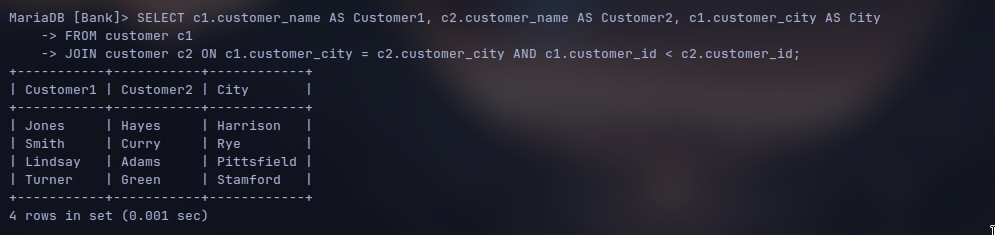 MariaDB [Bank]> SELECT c1.customer_name AS Customer1, c2.customer_name AS Customer2, c1.customer_city AS City
    -> FROM customer c1
    -> JOIN customer c2 ON c1.customer_city = c2.customer_city AND c1.customer_id < c2.customer_id;
+-----------+-----------+------------+
| Customer1 | Customer2 | City       |
+-----------+-----------+------------+
| Jones     | Hayes     | Harrison   |
| Smith     | Curry     | Rye        |
| Lindsay   | Adams     | Pittsfield |
| Turner    | Green     | Stamford   |
+-----------+-----------+------------+
4 rows in set (0.001 sec)